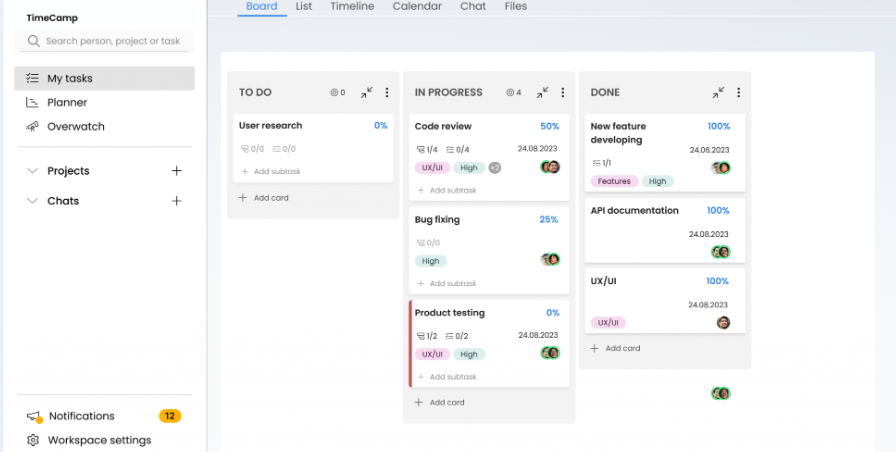 TimeCamp
Search person, project or task
My tasks
Planner
Overwatch
Projects
Chats
Notifications 12
Workspace settings
Board List Timeline Calendar Chat Files
TO DO 0
User research 0%
0/0 0/0
+ Add subtask
+ Add card
IN PROGRESS 4
Code review 50%
1/4 0/4 24.08.2023
UX/UI High +2
+ Add subtask
Bug fixing 25%
0/0
High
+ Add subtask
Product testing 0%
1/2 0/2 24.08.2023
UX/UI High
+ Add subtask
+ Add card
DONE
New feature 100%
developing
24.06.2023
1/1
Features High
API documentation 100%
24.08.2023
UX/UI 100%
24.08.2023
UX/UI
+ Add card